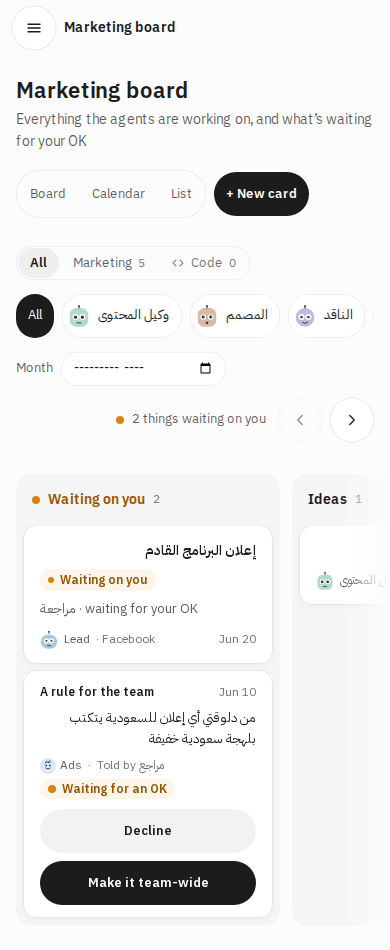 Marketing board
Marketing board
Everything the agents are working on, and what's waiting
for your OK
Board Calendar List + New card
All Marketing 5 Code 0
All وكيل المحتوى المصمم الناقد
Month --------- ----
2 things waiting on you
Waiting on you 2
إعلان البرنامج القادم
Waiting on you
مراجعة · waiting for your OK
Lead · Facebook Jun 20
A rule for the team Jun 10
من دلوقتي أي إعلان للسعودية يتكتب
بلهجة سعودية خفيفة
Ads · Told by مراجع
Waiting for an OK
Decline
Make it team-wide
Ideas 1
المحتوى